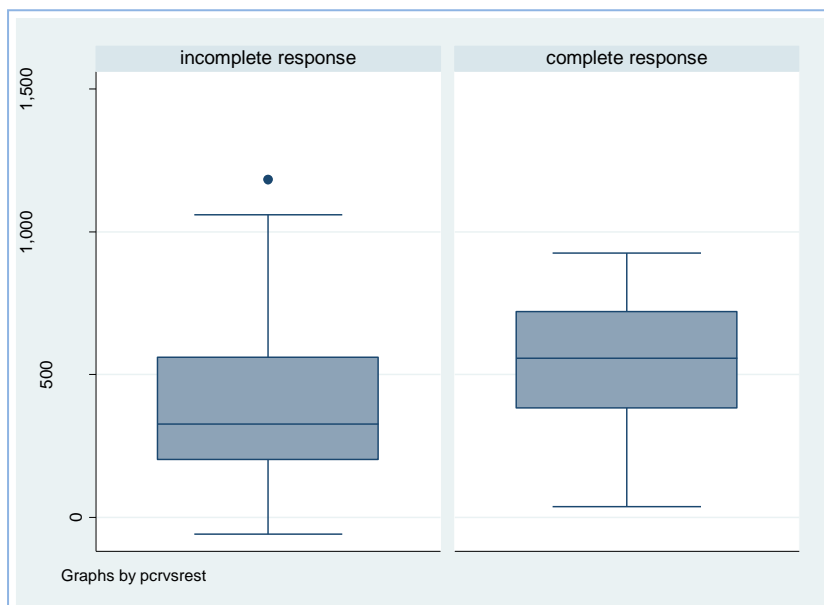 incomplete response
complete response
1,500
1,000
500
0
Graphs by pcrvsrest